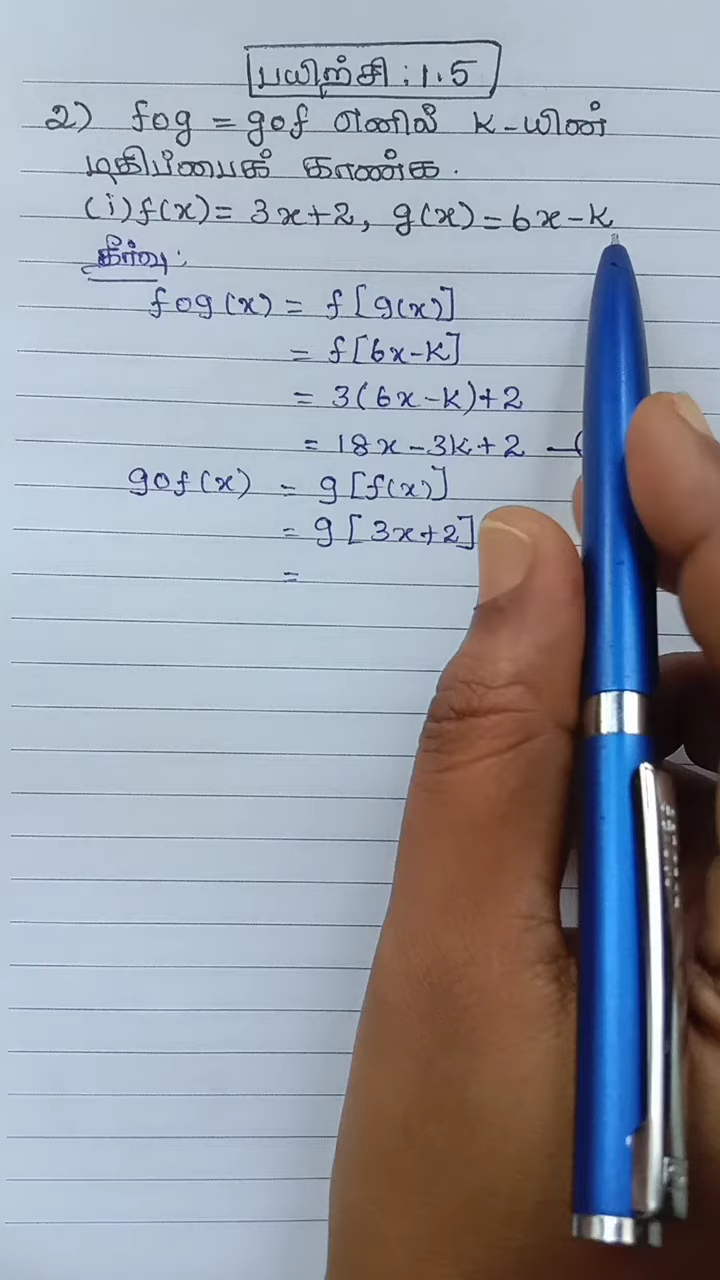 பயிற்சி : 1.5
2) fog = gof எனில் K-யின்
மதிப்பைக் காண்க.
(i) f(x) = 3x+2, g(x) = 6x-k
தீர்வு:
fog(x) = f[g(x)]
= f[6x-k]
= 3(6x-k)+2
= 18x-3k+2 —(
gof(x) = g[f(x)]
= g[3x+2]
=